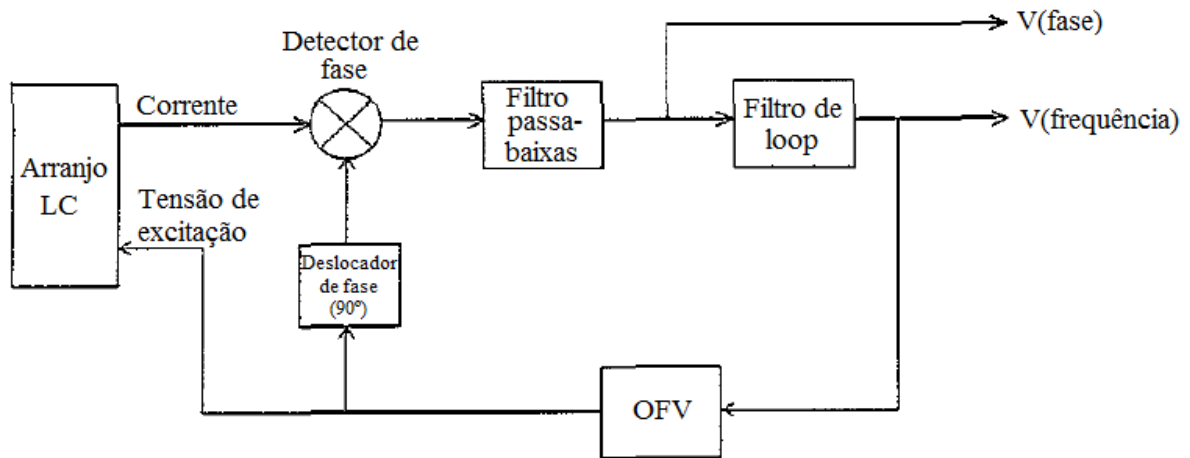 V(fase)
Detector de
fase
Corrente
Filtro
passa-
baixas
Filtro de
loop
V(frequência)
Arranjo
LC
Tensão de
excitação
Deslocador
de fase
(90º)
OFV